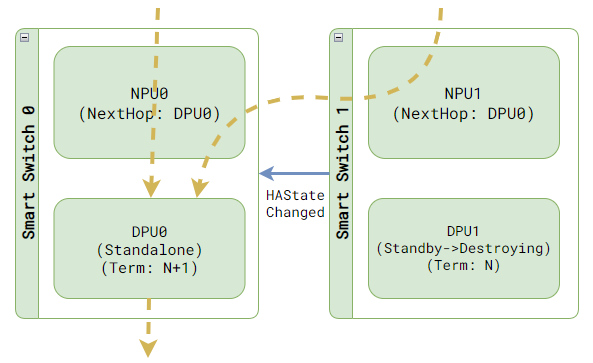 Smart Switch 0
NPU0
(NextHop: DPU0)
DPU0
(Standalone)
(Term: N+1)
HAState
Changed
Smart Switch 1
NPU1
(NextHop: DPU0)
DPU1
(Standby->Destroying)
(Term: N)